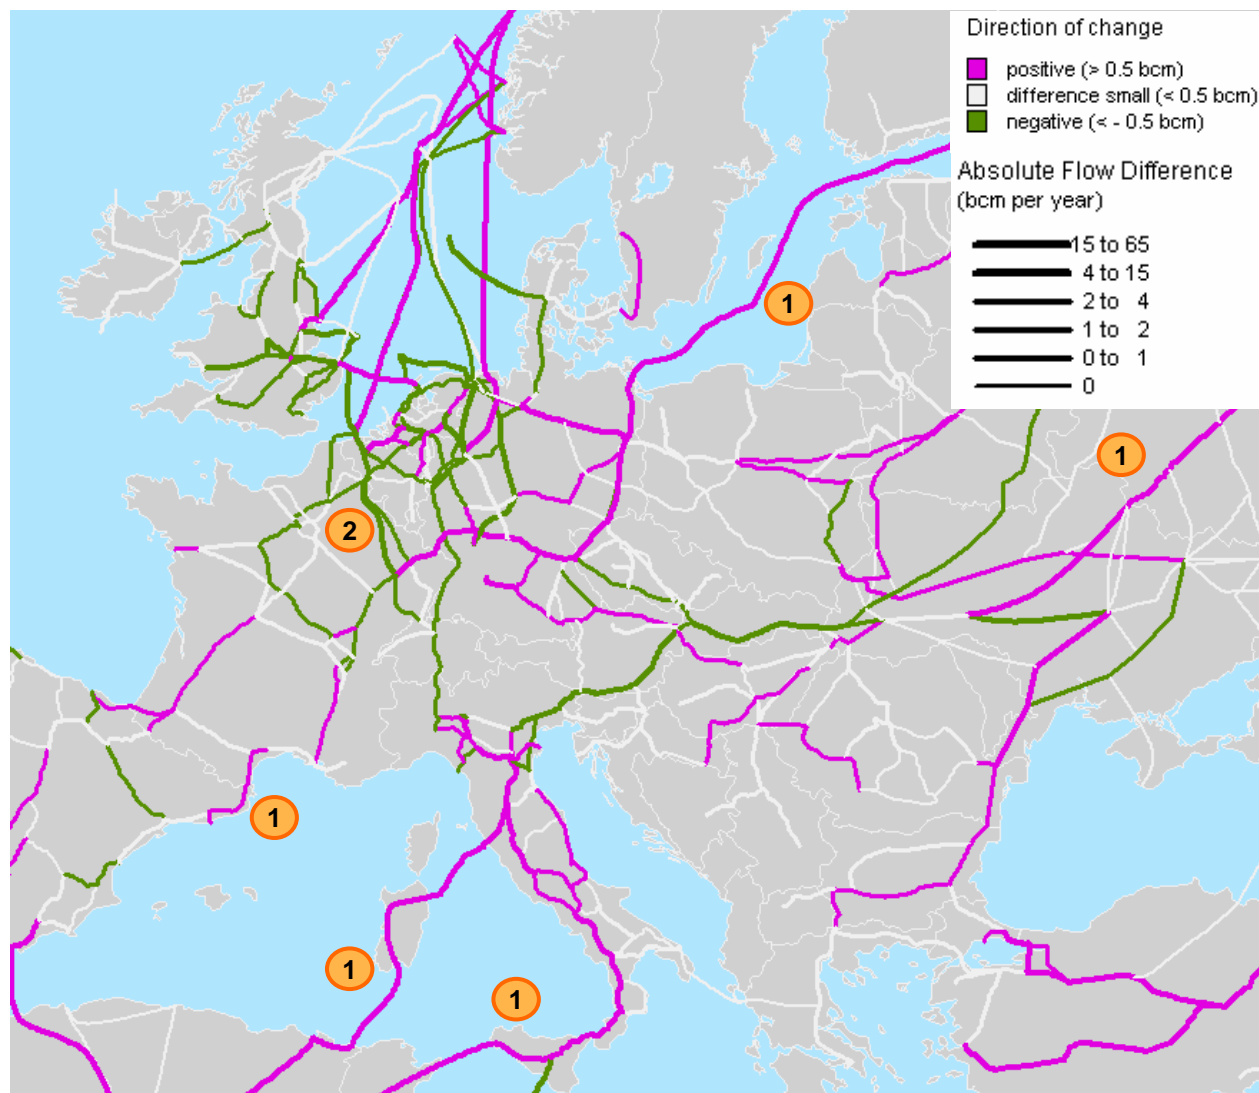 Direction of change
positive (> 0.5 bcm)
difference small (< 0.5 bcm)
negative (< - 0.5 bcm)
Absolute Flow Difference
(bcm per year)
15 to 65
4 to 15
2 to 4
1 to 2
0 to 1
0
1
1
2
1
1
1